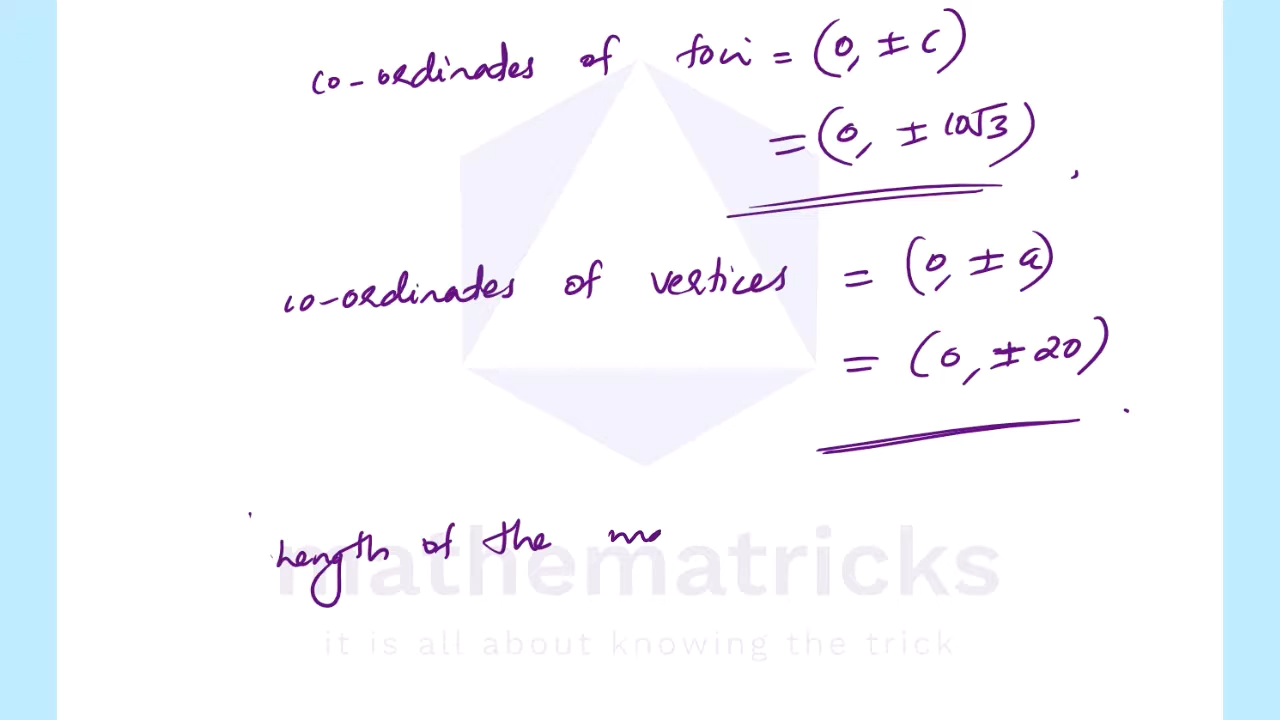 co-ordinates of foci = (0, ± c)
= (0, ± 10√3)
co-ordinates of vertices = (0, ± a)
= (0, ± 20)
Length of the ma
mathematricks
it is all about knowing the trick